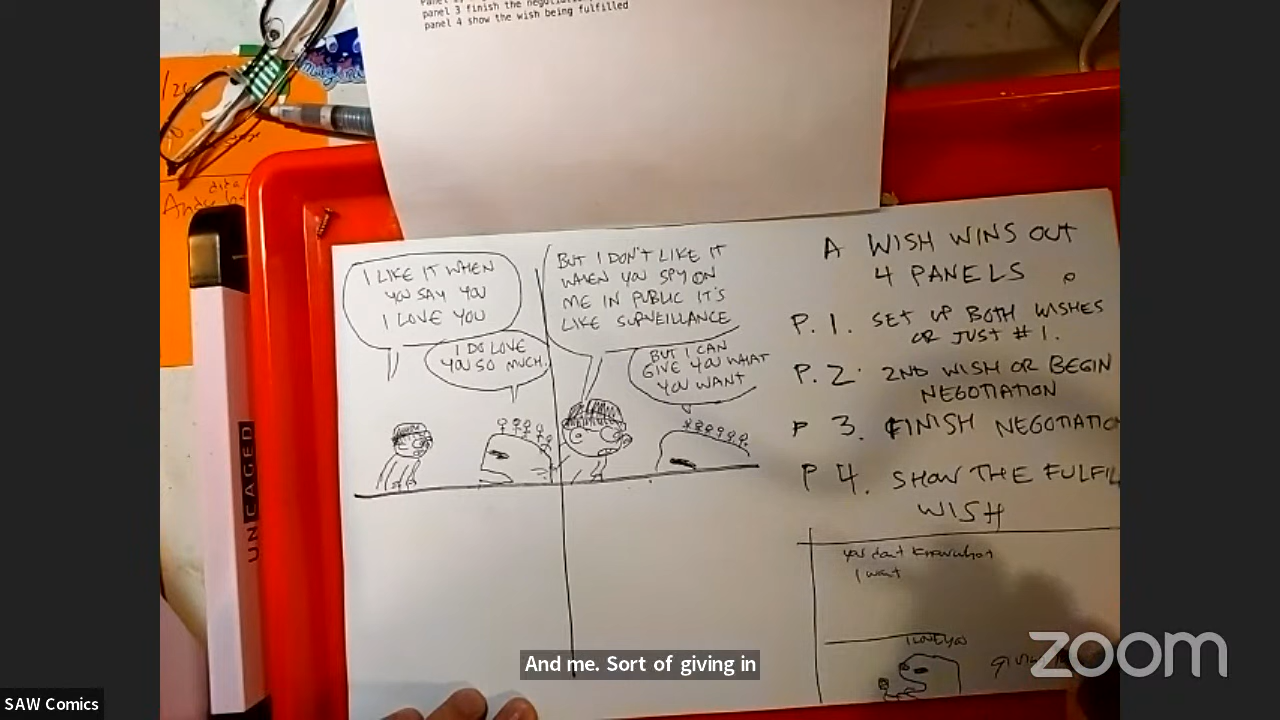 panel 3 finish the
panel 4 show the wish being fulfilled
I LIKE IT WHEN
YOU SAY YOU
I LOVE YOU
I DO LOVE
YOU SO MUCH.
BUT I DON'T LIKE IT
WHEN YOU SPY ON
ME IN PUBLIC IT'S
LIKE SURVEILLANCE
BUT I CAN
GIVE YOU WHAT
YOU WANT
A WISH WINS OUT
4 PANELS
P. 1. SET UP BOTH WISHES
OR JUST #1.
P. 2. 2ND WISH OR BEGIN
NEGOTIATION
P 3. FINISH NEGOTIATIO
P 4. SHOW THE FULFIL
WISH
you don't know what
I want
I LOVE YOU
UNCAGED
And me. Sort of giving in
zoom
SAW Comics